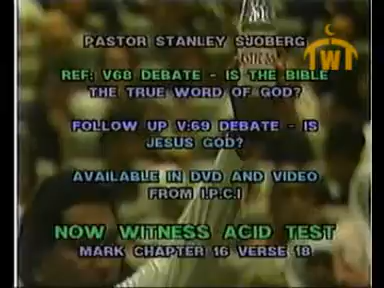 PASTOR STANLEY SJOBERG
REF: V68 DEBATE - IS THE BIBLE
THE TRUE WORD OF GOD?
FOLLOW UP V:69 DEBATE - IS
JESUS GOD?
AVAILABLE IN DVD AND VIDEO
FROM I.P.C.I
NOW WITNESS ACID TEST
MARK CHAPTER 16 VERSE 18
TWT